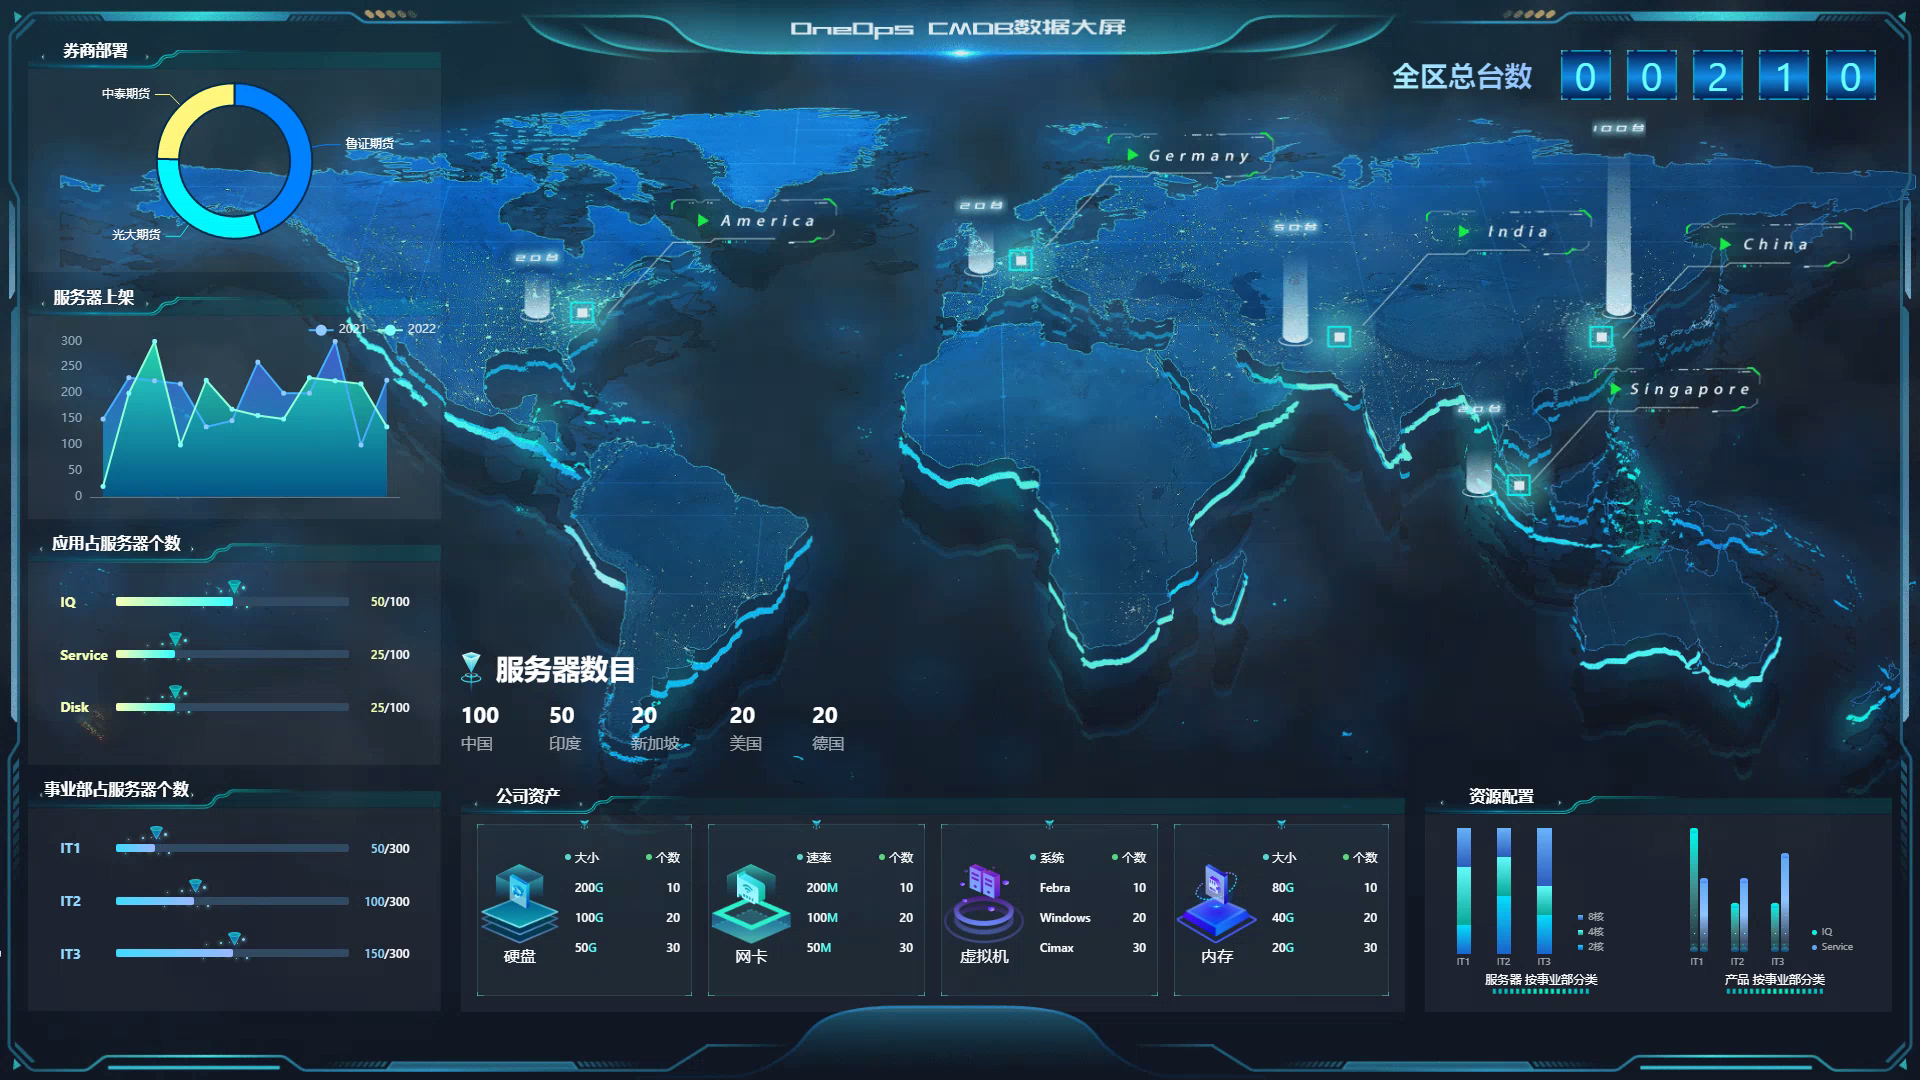 OneOps CMDB数据大屏
全区总台数
0 0 2 1 0
券商部署
中泰期货
鲁证期货
光大期货
服务器上架
2021 2022
300
250
200
150
100
50
0
应用占服务器个数
IQ 50/100
Service 25/100
Disk 25/100
事业部占服务器个数
IT1 50/300
IT2 100/300
IT3 150/300
100台
Germany
20台
America
20台
50台
India
China
Singapore
20台
服务器数目
100 50 20 20 20
中国 印度 新加坡 美国 德国
公司资产
大小 个数
200G 10
100G 20
50G 30
硬盘
速率 个数
200M 10
100M 20
50M 30
网卡
系统 个数
Febra 10
Windows 20
Cimax 30
虚拟机
大小 个数
80G 10
40G 20
20G 30
内存
资源配置
8核
4核
2核
IT1 IT2 IT3
服务器 按事业部分类
IQ
Service
IT1 IT2 IT3
产品 按事业部分类